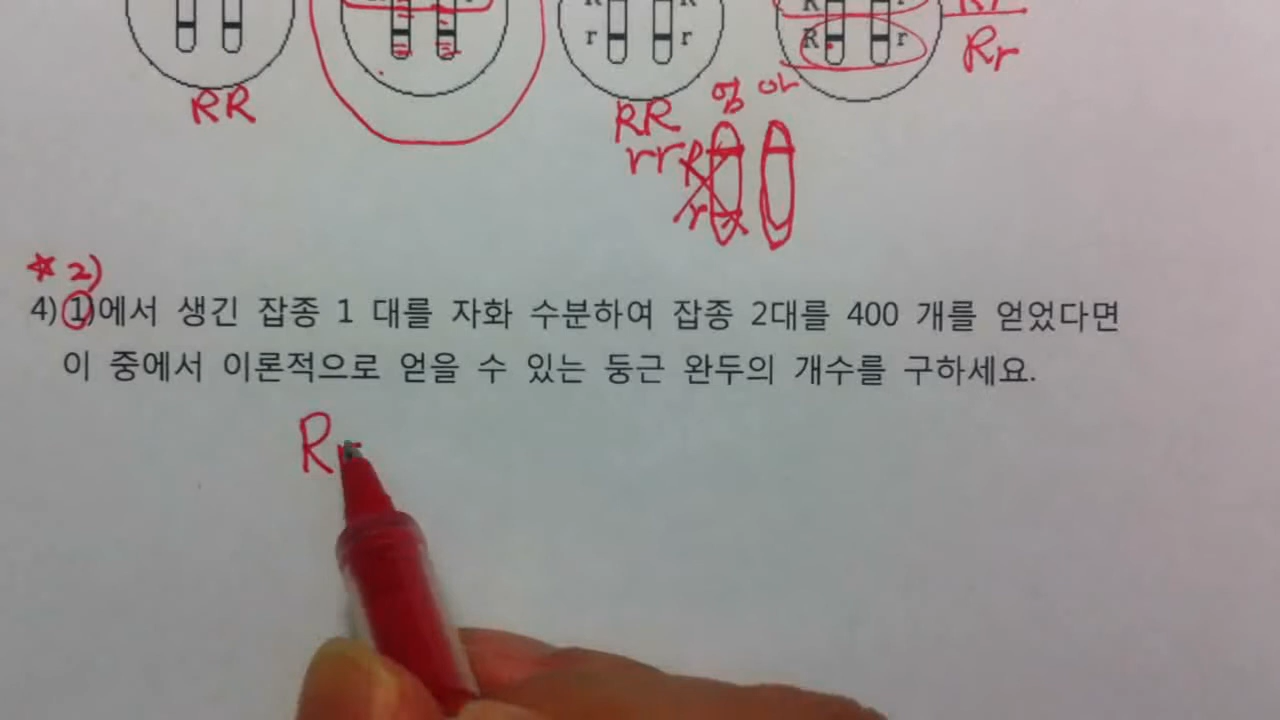 R r
R r
r r
R r
Rr
RR
RR
rr
R
r
엄 아
* 2)
4) 1)에서 생긴 잡종 1 대를 자화 수분하여 잡종 2대를 400 개를 얻었다면
이 중에서 이론적으로 얻을 수 있는 둥근 완두의 개수를 구하세요.
Rr